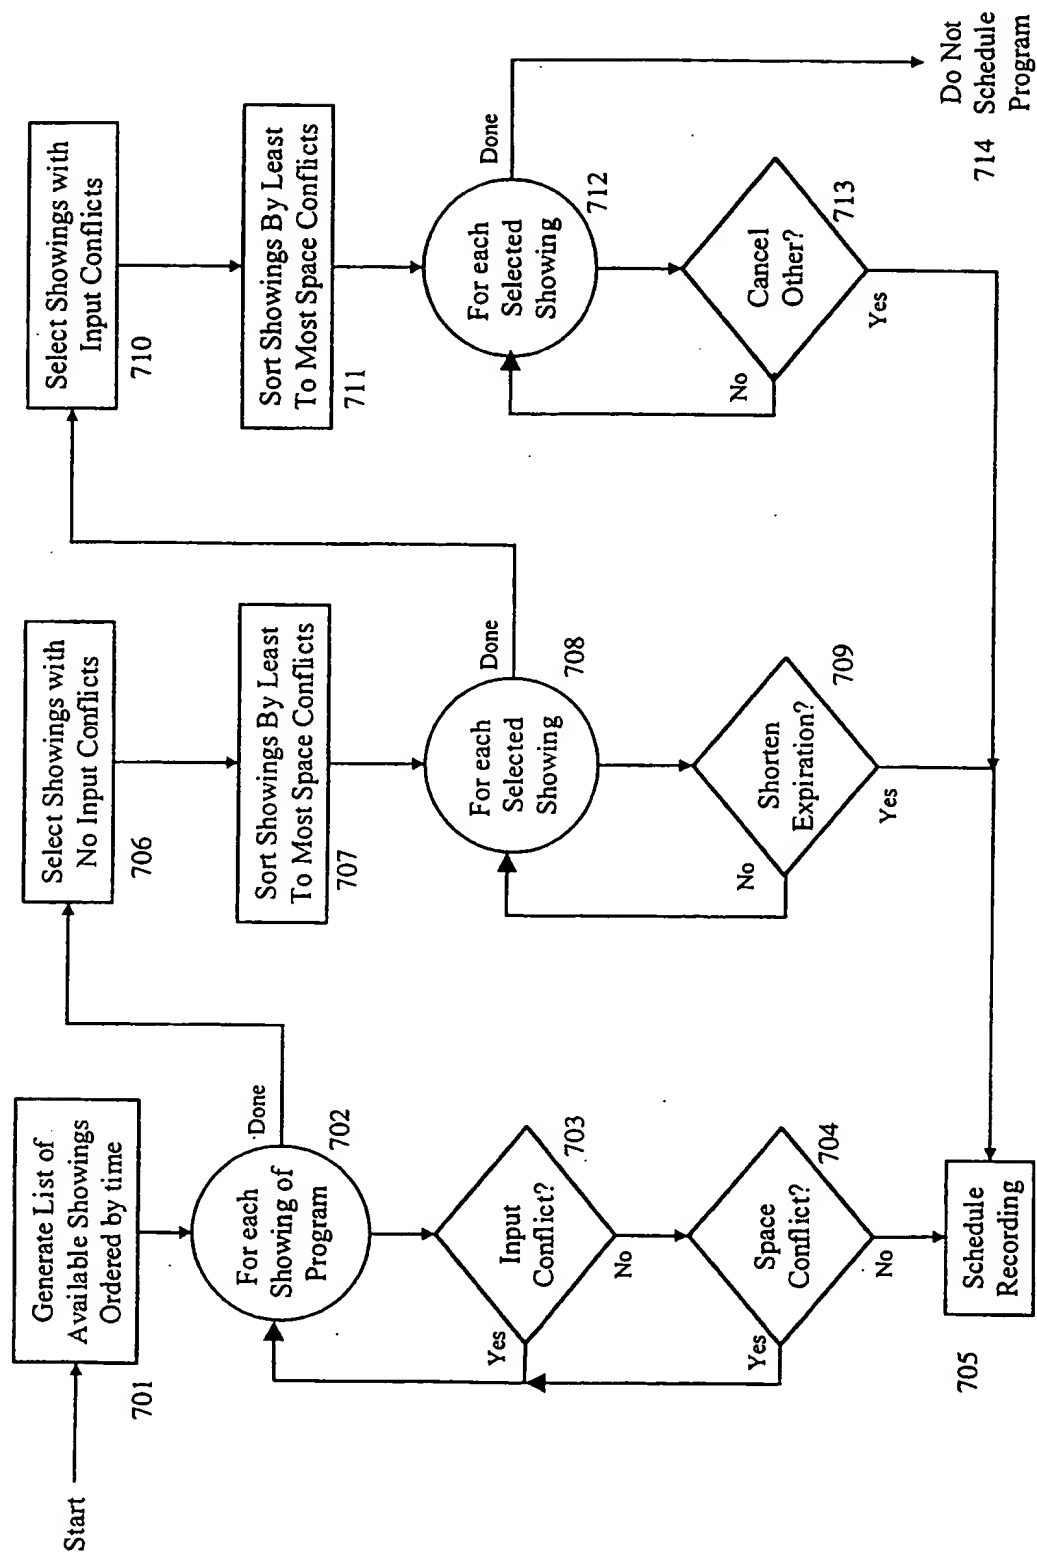 Start
Generate List of
Available Showings
Ordered by time
701
For each
Showing of
Program
702
Done
Input
Conflict?
703
Yes
No
Space
Conflict?
704
Yes
No
Schedule
Recording
705
Select Showings with
No Input Conflicts
706
Sort Showings By Least
To Most Space Conflicts
707
For each
Selected
Showing
708
Done
Shorten
Expiration?
709
No
Yes
Select Showings with
Input Conflicts
710
Sort Showings By Least
To Most Space Conflicts
711
For each
Selected
Showing
712
Done
Cancel
Other?
713
No
Yes
714
Do Not
Schedule
Program